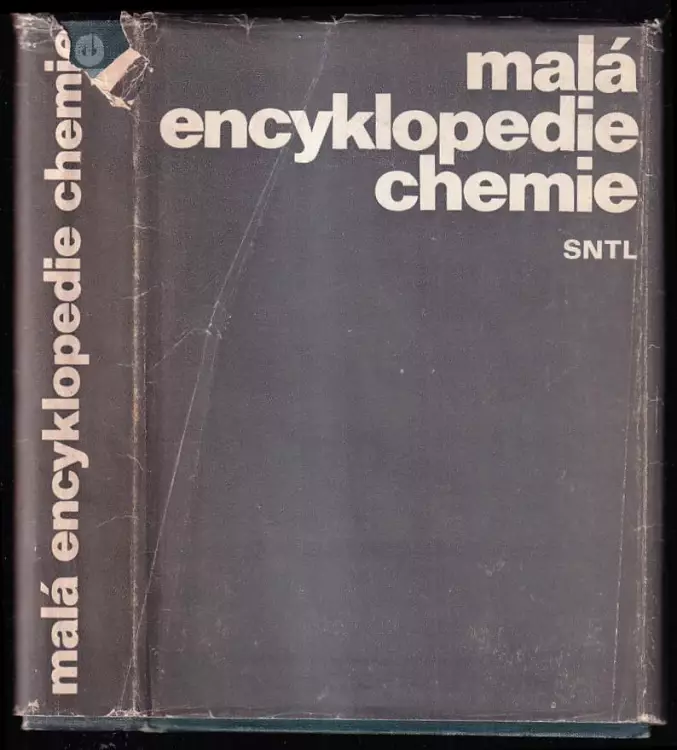 malá encyklopedie chemie
e
malá
encyklopedie
chemie
SNTL